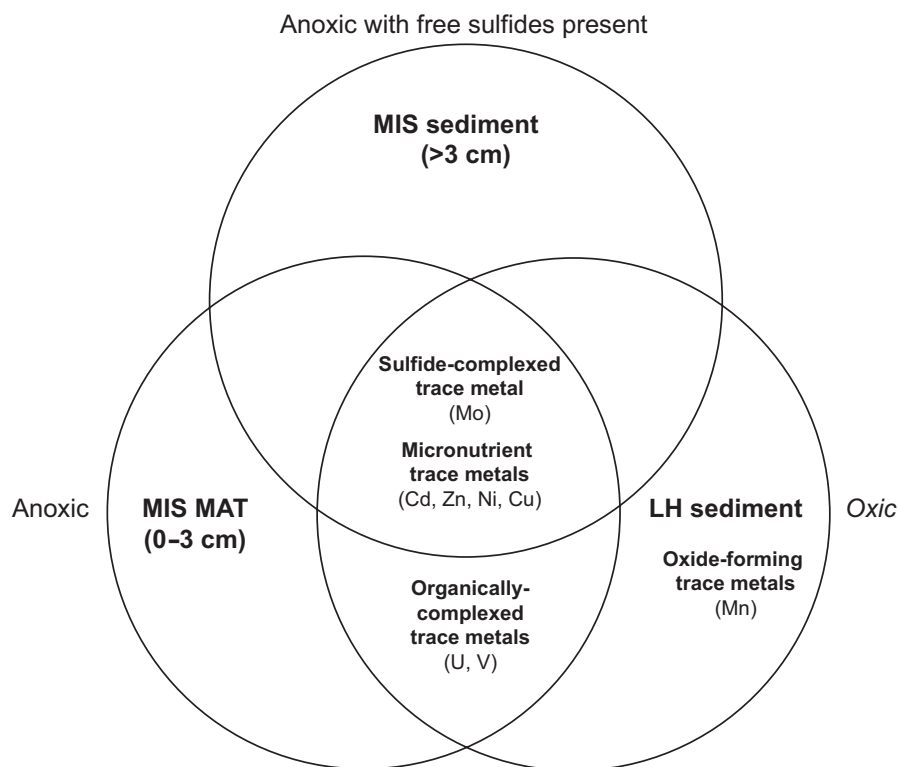 Anoxic with free sulfides present
MIS sediment
(>3 cm)
Sulfide-complexed
trace metal
(Mo)
Micronutrient
trace metals
(Cd, Zn, Ni, Cu)
Anoxic
MIS MAT
(0–3 cm)
LH sediment
Oxic
Oxide-forming
trace metals
(Mn)
Organically-
complexed
trace metals
(U, V)